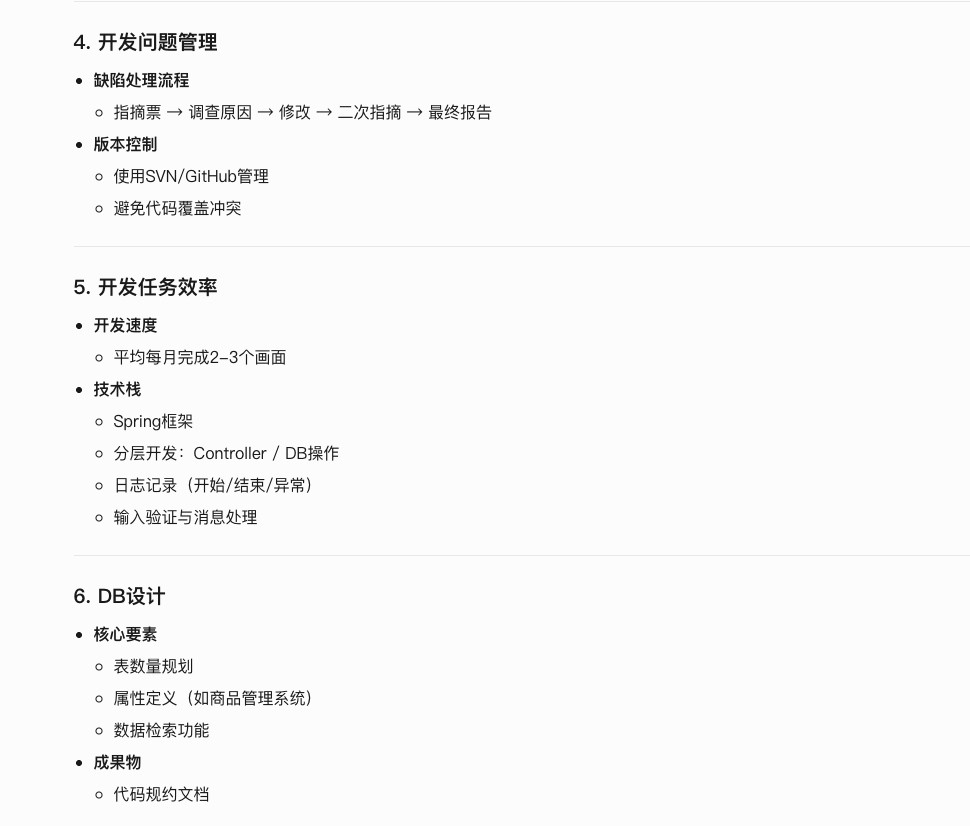 4. 开发问题管理
• 缺陷处理流程
◦ 指摘票 → 调查原因 → 修改 → 二次指摘 → 最终报告
• 版本控制
◦ 使用SVN/GitHub管理
◦ 避免代码覆盖冲突
5. 开发任务效率
• 开发速度
◦ 平均每月完成2–3个画面
• 技术栈
◦ Spring框架
◦ 分层开发：Controller / DB操作
◦ 日志记录（开始/结束/异常）
◦ 输入验证与消息处理
6. DB设计
• 核心要素
◦ 表数量规划
◦ 属性定义（如商品管理系统）
◦ 数据检索功能
• 成果物
◦ 代码规约文档